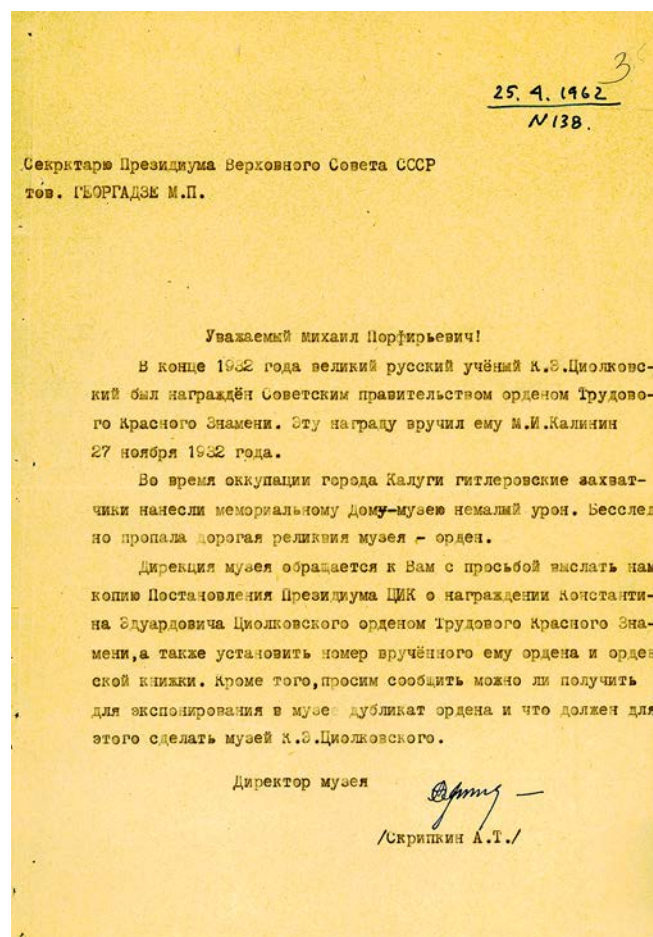 3
25. 4. 1962
N 138.
Секрктарю Президиума Верховного Совета СССР
тов. ГЕОРГАДЗЕ М.П.
Уважаемый Михаил Порфирьевич!
В конце 1932 года великий русский учёный К.Э.Циолковс-
кий был награждён Советским правительством орденом Трудово-
го Красного Знамени. Эту награду вручил ему М.И.Калинин
27 ноября 1932 года.
Во время оккупации города Калуги гитлеровские захват-
чики нанесли мемориальному Дому-музею немалый урон. Бесслед
но пропала дорогая реликвия музея - орден.
Дирекция музея обращается к Вам с просьбой выслать нам
копию Постановления Президиума ЦИК о награждении Константи-
на Эдуардовича Циолковского орденом Трудового Красного Зна-
мени,а также установить номер вручённого ему ордена и орден
ской книжки. Кроме того,просим сообщить можно ли получить
для экспонирования в музее дубликат ордена и что должен для
этого сделать музей К.Э.Циолковского.
Директор музея
/Скрипкин А.Т./